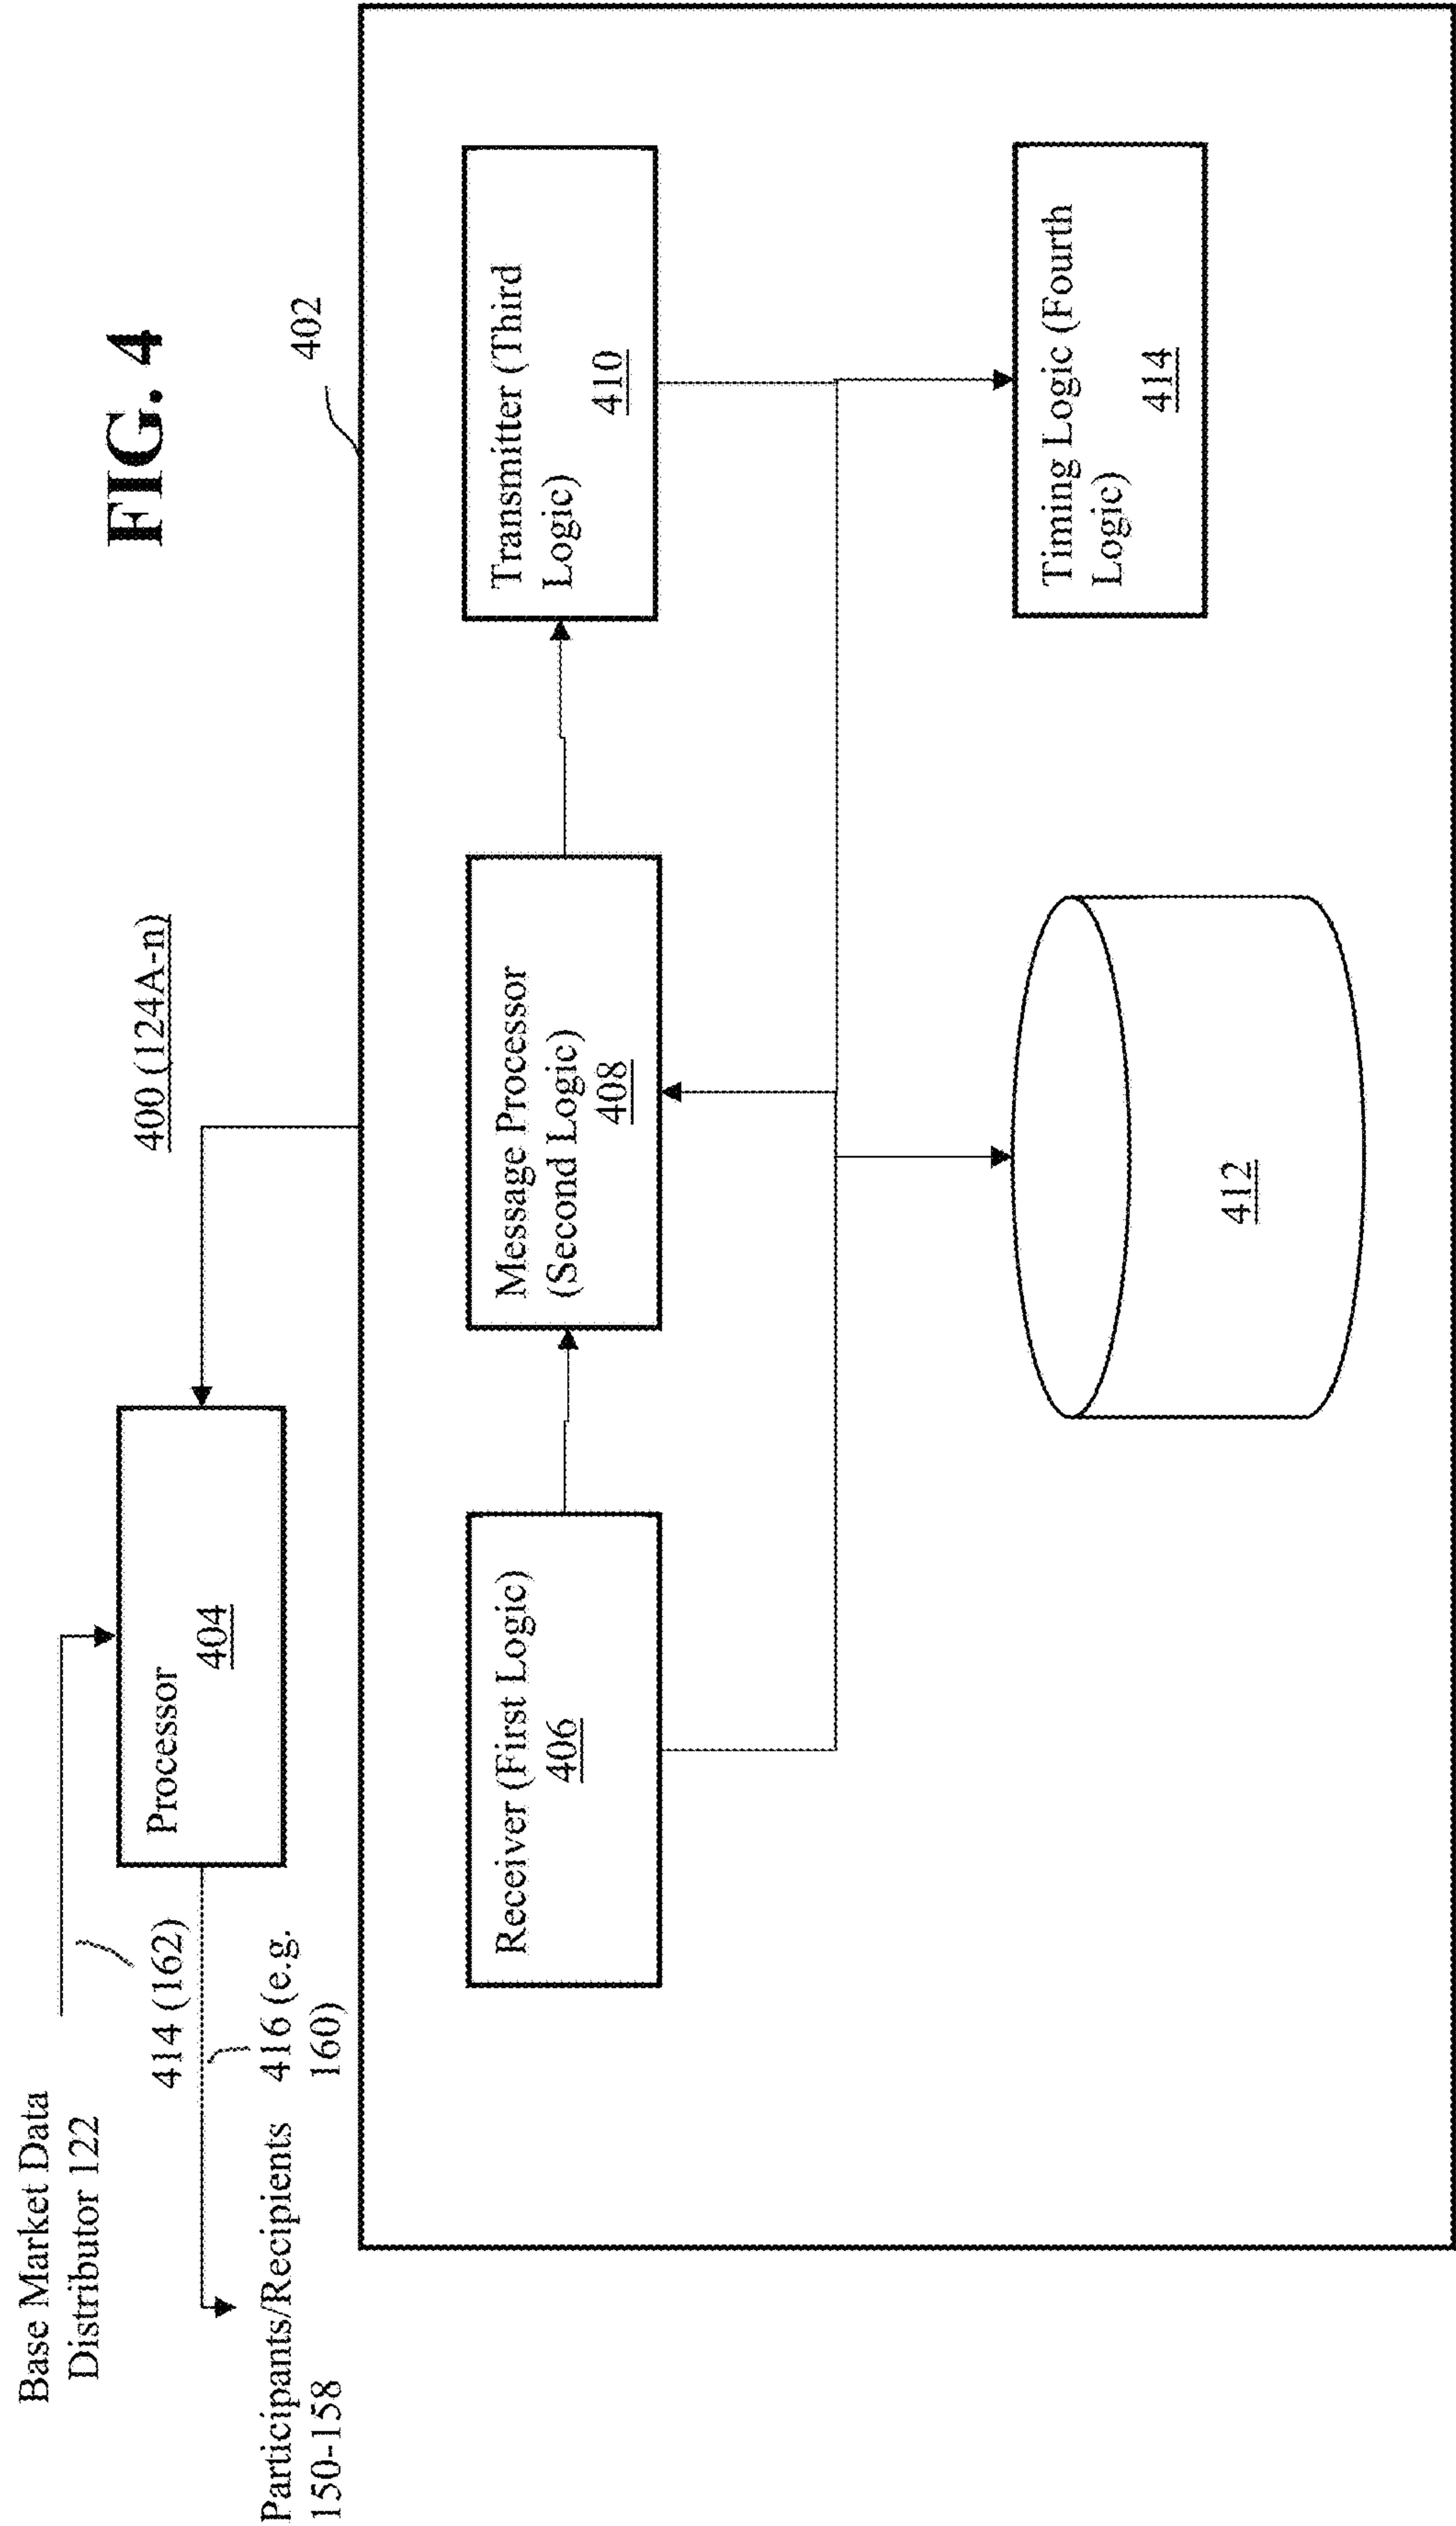 FIG. 4
400 (124A-n)
Base Market Data
Distributor 122
414 (162)
Processor
404
416 (e.g.
160)
Participants/Recipients
150-158
402
Receiver (First Logic)
406
Message Processor
(Second Logic)
408
Transmitter (Third
Logic)
410
412
Timing Logic (Fourth
Logic)
414